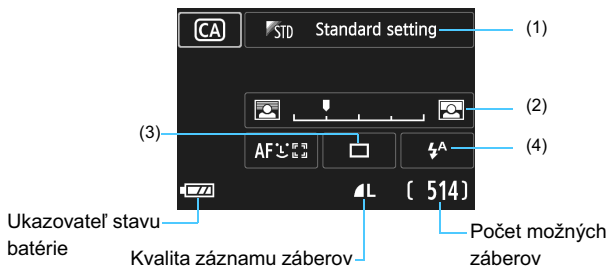 CA
STD Standard setting
(1)
(2)
(3)
AF
A
(4)
L
( 514)
Ukazovateľ stavu
batérie
Kvalita záznamu záberov
Počet možných
záberov